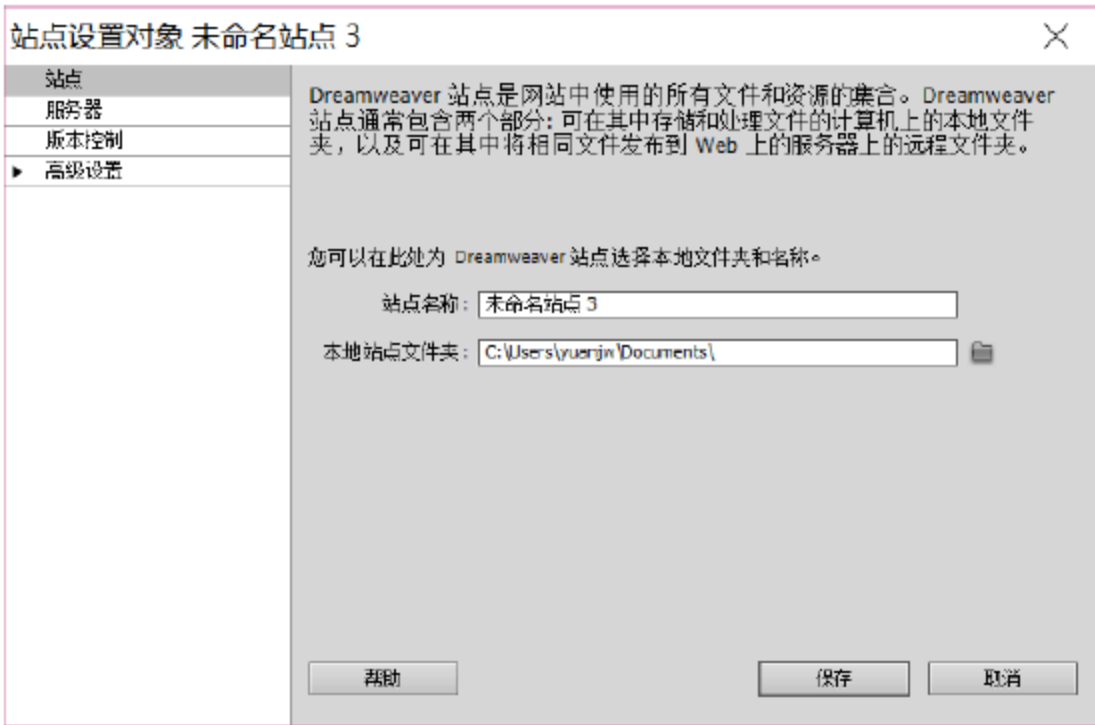 站点设置对象 未命名站点 3
站点
服务器
版本控制
高级设置
Dreamweaver 站点是网站中使用的所有文件和资源的集合。Dreamweaver
站点通常包含两个部分: 可在其中存储和处理文件的计算机上的本地文件
夹，以及可在其中将相同文件发布到 Web 上的服务器上的远程文件夹。
您可以在此处为 Dreamweaver 站点选择本地文件夹和名称。
站点名称: 未命名站点 3
本地站点文件夹: C:\Users\yuanjw\Documents\
帮助 保存 取消